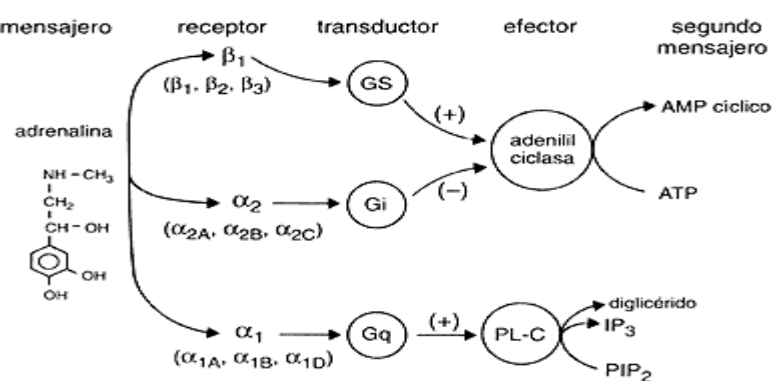 mensajero receptor transductor efector segundo mensajero
β1
(β1, β2, β3)
GS
(+)
adrenalina
adenilil
ciclasa
AMP cíclico
ATP
NH – CH3
CH2
CH – OH
OH
OH
α2
(α2A, α2B, α2C)
Gi
(–)
α1
(α1A, α1B, α1D)
Gq
(+)
PL-C
diglicérido
IP3
PIP2